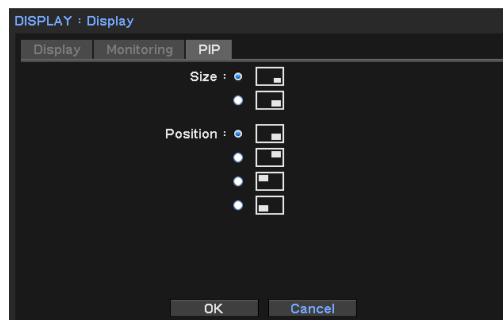 DISPLAY : Display
Display Monitoring PIP
Size :
Position :
OK Cancel